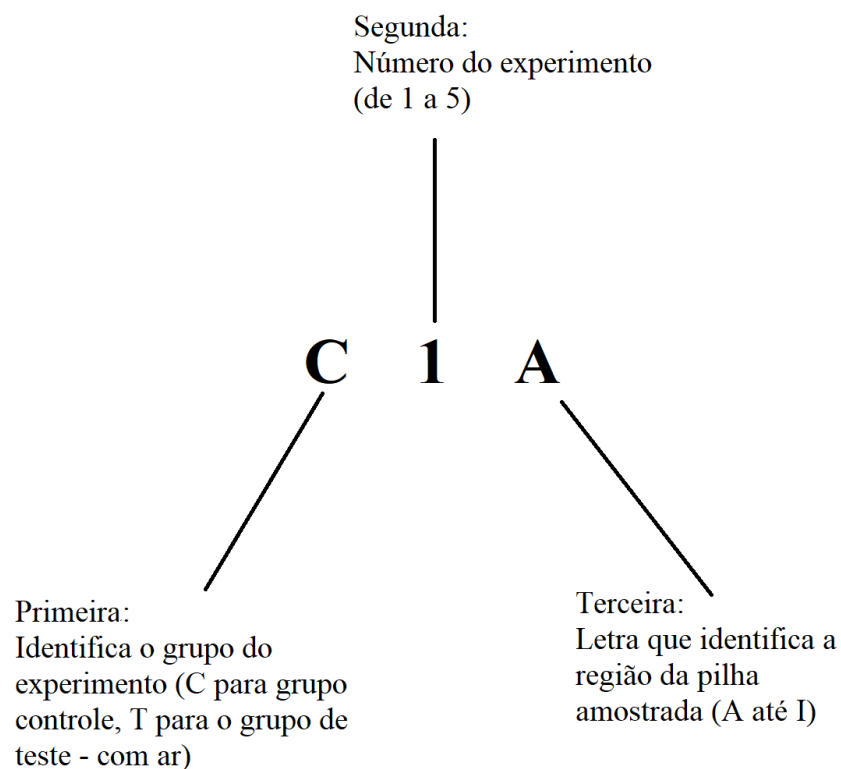 Segunda:
Número do experimento
(de 1 a 5)
C 1 A
Primeira:
Identifica o grupo do
experimento (C para grupo
controle, T para o grupo de
teste - com ar)
Terceira:
Letra que identifica a
região da pilha
amostrada (A até I)